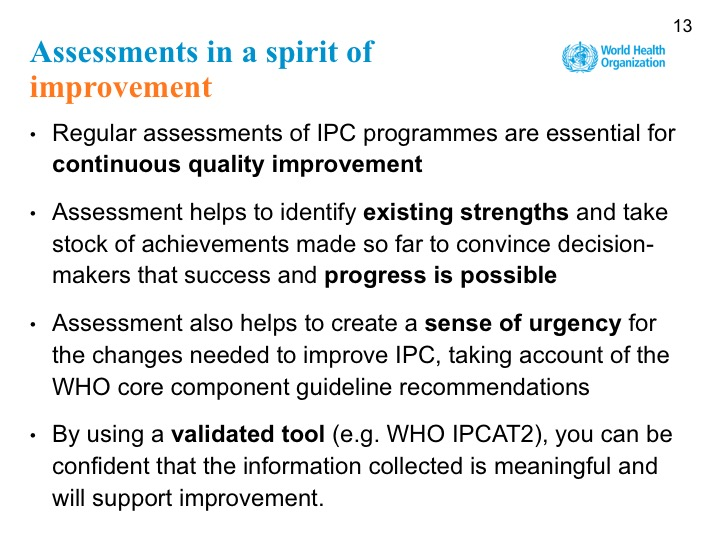 13
Assessments in a spirit of
improvement
World Health
Organization
• Regular assessments of IPC programmes are essential for
continuous quality improvement
• Assessment helps to identify existing strengths and take
stock of achievements made so far to convince decision-
makers that success and progress is possible
• Assessment also helps to create a sense of urgency for
the changes needed to improve IPC, taking account of the
WHO core component guideline recommendations
• By using a validated tool (e.g. WHO IPCAT2), you can be
confident that the information collected is meaningful and
will support improvement.